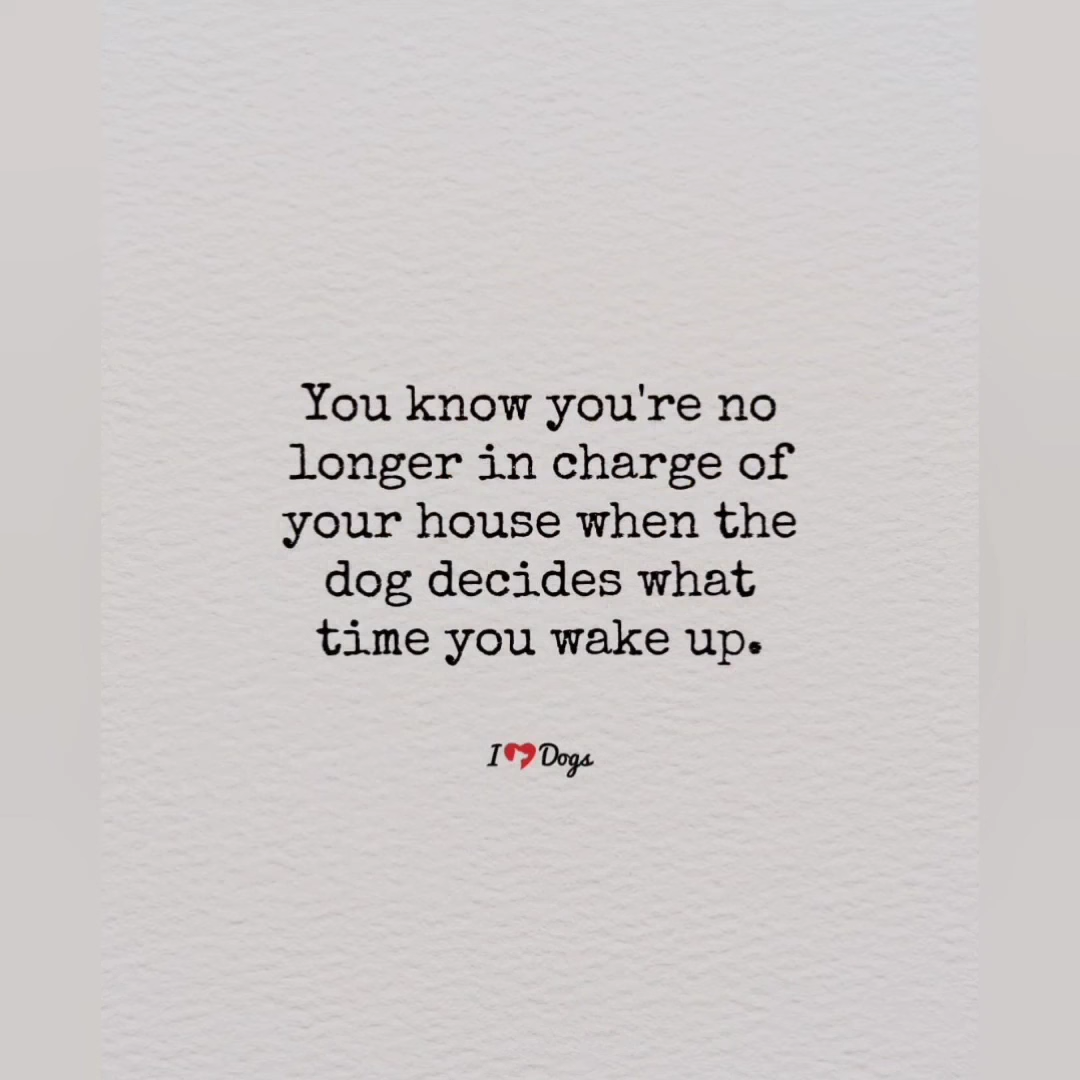 You know you're no
longer in charge of
your house when the
dog decides what
time you wake up.
I Dogs